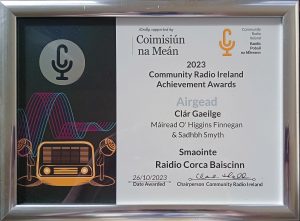 Kindly supported by
Coimisiún
na Meán
Community
Radio
Ireland
Raidió
Pobail
na hÉireann
2023
Community Radio Ireland
Achievement Awards
Airgead
Clár Gaeilge
Máiread O' Higgins Finnegan
& Sadhbh Smyth
Smaointe
Raidio Corca Baiscinn
26/10/2023
Date Awarded
Chairperson Community Radio Ireland